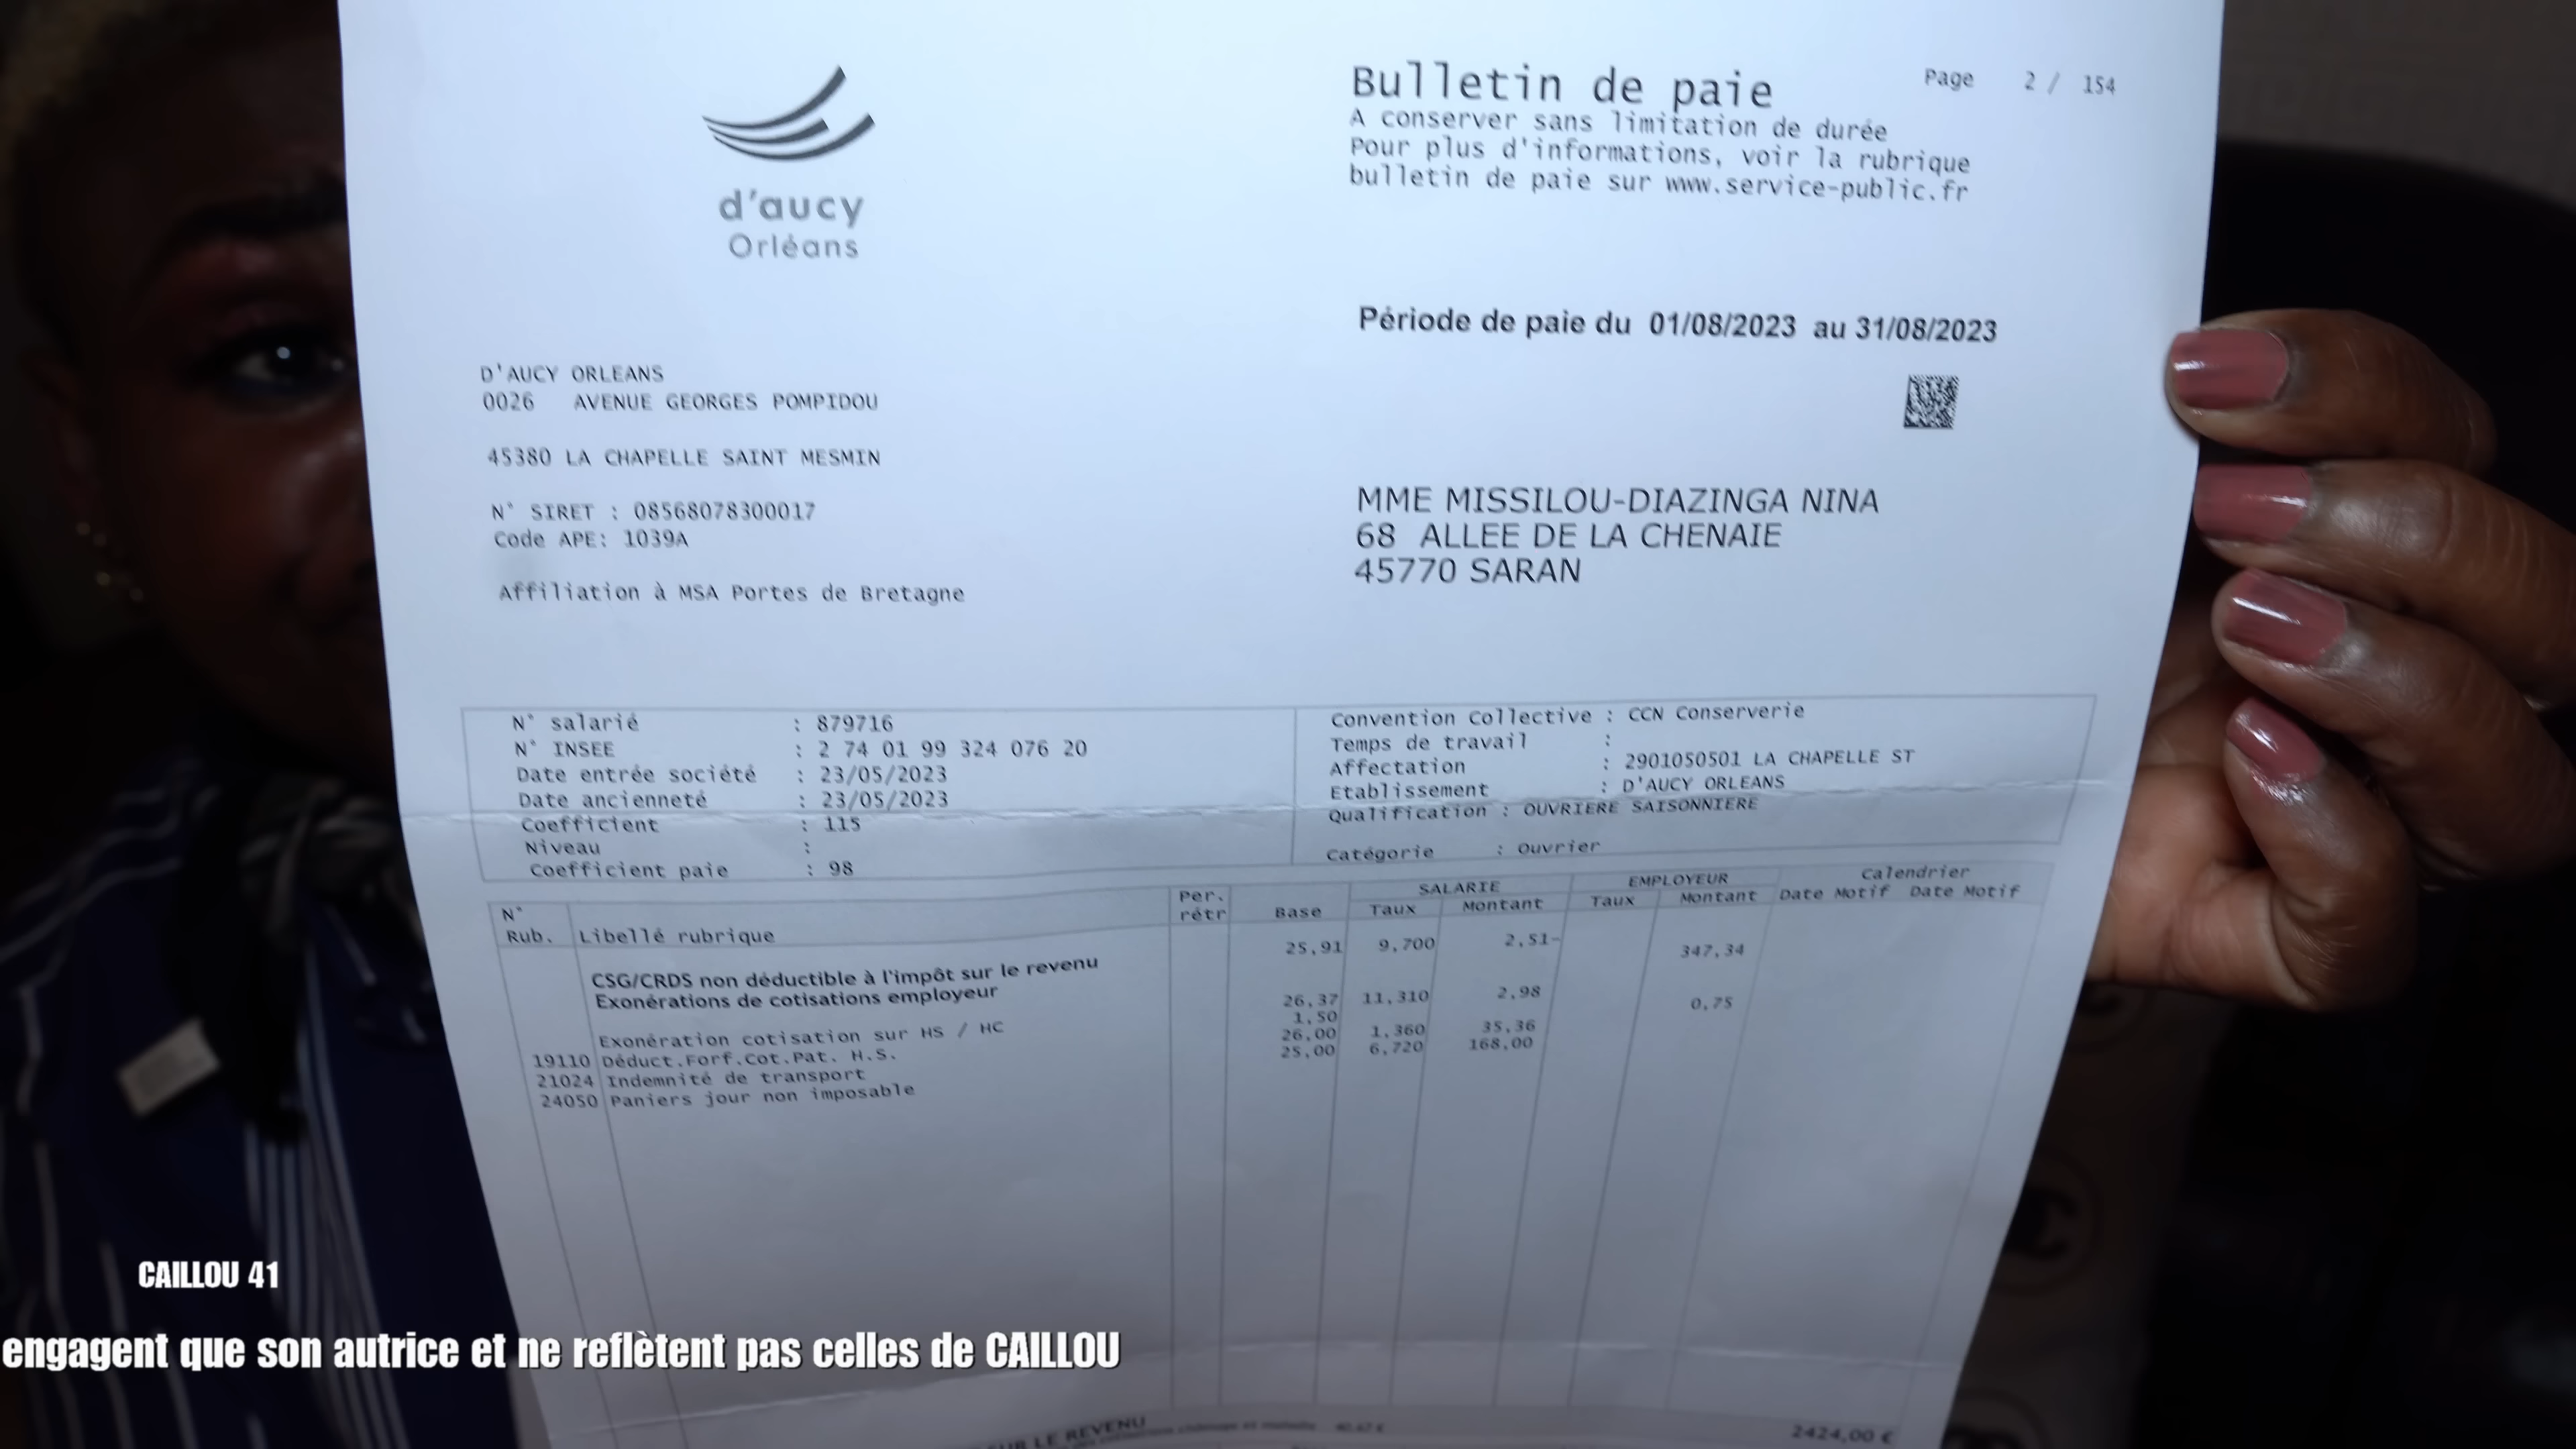 d'aucy
Orléans
Bulletin de paie
Page 2 / 154
A conserver sans limitation de durée
Pour plus d'informations, voir la rubrique
bulletin de paie sur www.service-public.fr
Période de paie du 01/08/2023 au 31/08/2023
D'AUCY ORLEANS
0026 AVENUE GEORGES POMPIDOU
45380 LA CHAPELLE SAINT MESMIN
N° SIRET : 08568078300017
Code APE: 1039A
Affiliation à MSA Portes de Bretagne
MME MISSILOU-DIAZINGA NINA
68 ALLEE DE LA CHENAIE
45770 SARAN
N° salarié : 879716
N° INSEE : 2 74 01 99 324 076 20
Date entrée société : 23/05/2023
Date ancienneté : 23/05/2023
Coefficient : 115
Niveau :
Coefficient paie : 98
Convention Collective : CCN Conserverie
Temps de travail :
Affectation : 2901050501 LA CHAPELLE ST
Etablissement : D'AUCY ORLEANS
Qualification : OUVRIERE SAISONNIERE
Catégorie : Ouvrier
N° Rub. Libellé rubrique Per. rétr Base SALARIE Taux Montant EMPLOYEUR Taux Montant Calendrier Date Motif Date Motif
CSG/CRDS non déductible à l'impôt sur le revenu 25,91 9,700 2,51-
Exonérations de cotisations employeur 347,34
Exonération cotisation sur HS / HC 26,37 11,310 2,98
19110 Déduct.Forf.Cot.Pat. H.S. 1,50 0,75
21024 Indemnité de transport 26,00 1,360 35,36
24050 Paniers jour non imposable 25,00 6,720 168,00
CAILLOU 41
engagent que son autrice et ne reflètent pas celles de CAILLOU
LE REVENU
2424,00 €